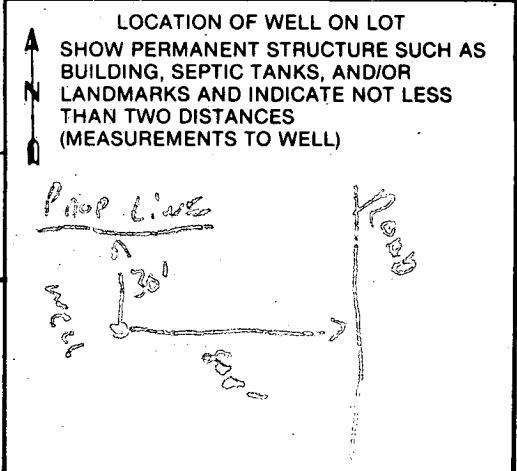 LOCATION OF WELL ON LOT
SHOW PERMANENT STRUCTURE SUCH AS
BUILDING, SEPTIC TANKS, AND/OR
N LANDMARKS AND INDICATE NOT LESS
THAN TWO DISTANCES
(MEASUREMENTS TO WELL)
Prop Line
30'
Well
Road